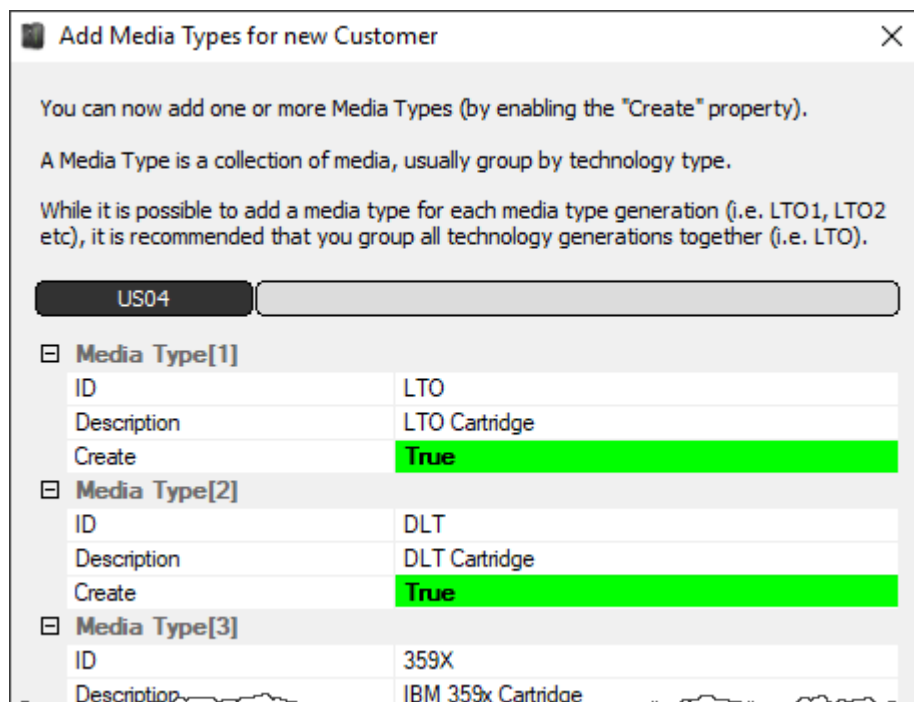 Add Media Types for new Customer
You can now add one or more Media Types (by enabling the "Create" property).
A Media Type is a collection of media, usually group by technology type.
While it is possible to add a media type for each media type generation (i.e. LTO1, LTO2
etc), it is recommended that you group all technology generations together (i.e. LTO).
US04
Media Type[1]
ID LTO
Description LTO Cartridge
Create True
Media Type[2]
ID DLT
Description DLT Cartridge
Create True
Media Type[3]
ID 359X
Description IBM 359x Cartridge